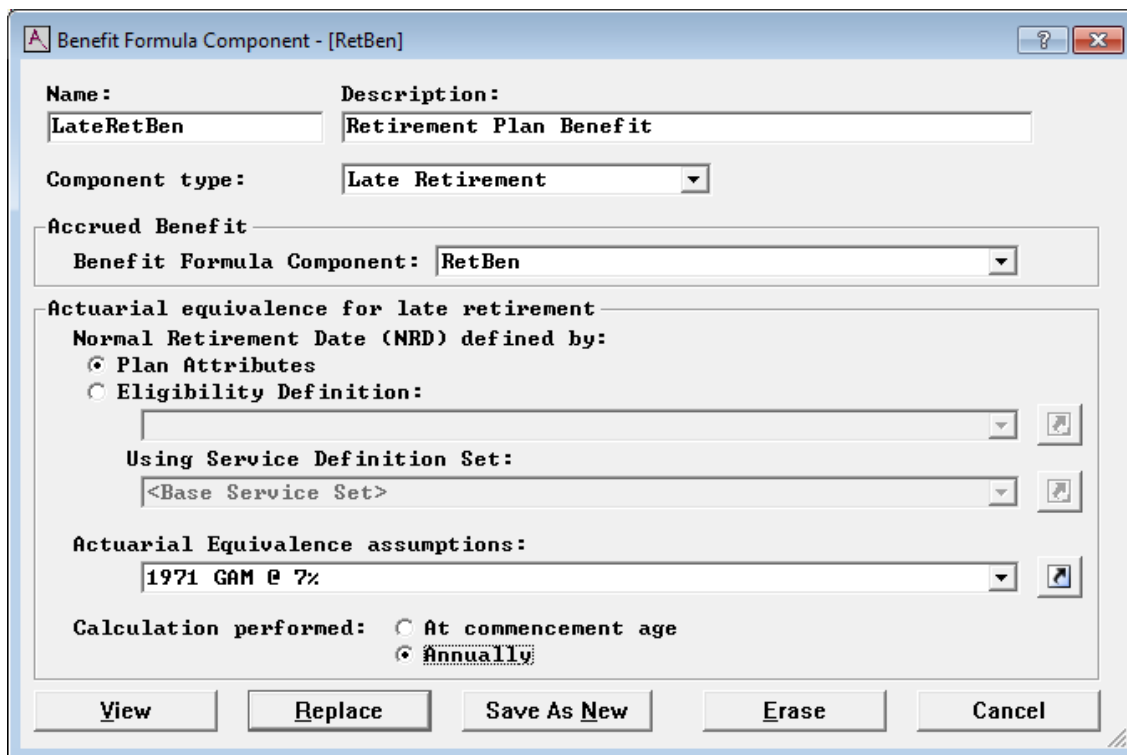 Benefit Formula Component - [RetBen]
Name: Description:
LateRetBen Retirement Plan Benefit
Component type: Late Retirement
Accrued Benefit
Benefit Formula Component: RetBen
Actuarial equivalence for late retirement
Normal Retirement Date (NRD) defined by:
Plan Attributes
Eligibility Definition:
Using Service Definition Set:
<Base Service Set>
Actuarial Equivalence assumptions:
1971 GAM @ 7%
Calculation performed: At commencement age
Annually
View Replace Save As New Erase Cancel